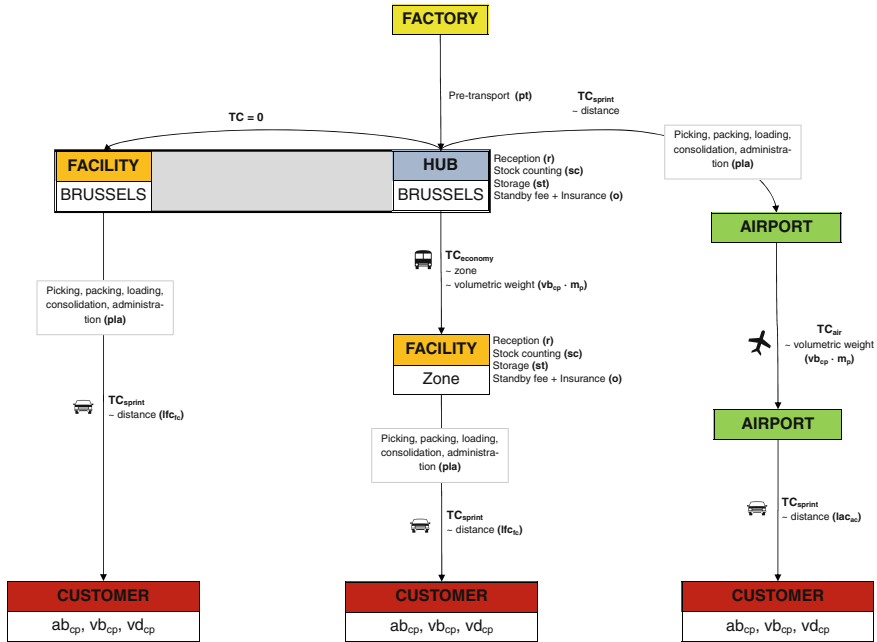 FACTORY
Pre-transport (pt)
TCsprint
~ distance
TC = 0
Picking, packing, loading,
consolidation, administra-
tion (pla)
FACILITY
BRUSSELS
HUB
BRUSSELS
Reception (r)
Stock counting (sc)
Storage (st)
Standby fee + Insurance (o)
AIRPORT
TCeconomy
~ zone
~ volumetric weight (vbcp · mp)
Picking, packing, loading,
consolidation, administra-
tion (pla)
FACILITY
Zone
Reception (r)
Stock counting (sc)
Storage (st)
Standby fee + Insurance (o)
TCair
~ volumetric weight
(vbcp · mp)
TCsprint
~ distance (lfcfc)
AIRPORT
Picking, packing, loading,
consolidation, administra-
tion (pla)
TCsprint
~ distance (lfcfc)
TCsprint
~ distance (lacac)
CUSTOMER
abcp, vbcp, vdcp
CUSTOMER
abcp, vbcp, vdcp
CUSTOMER
abcp, vbcp, vdcp